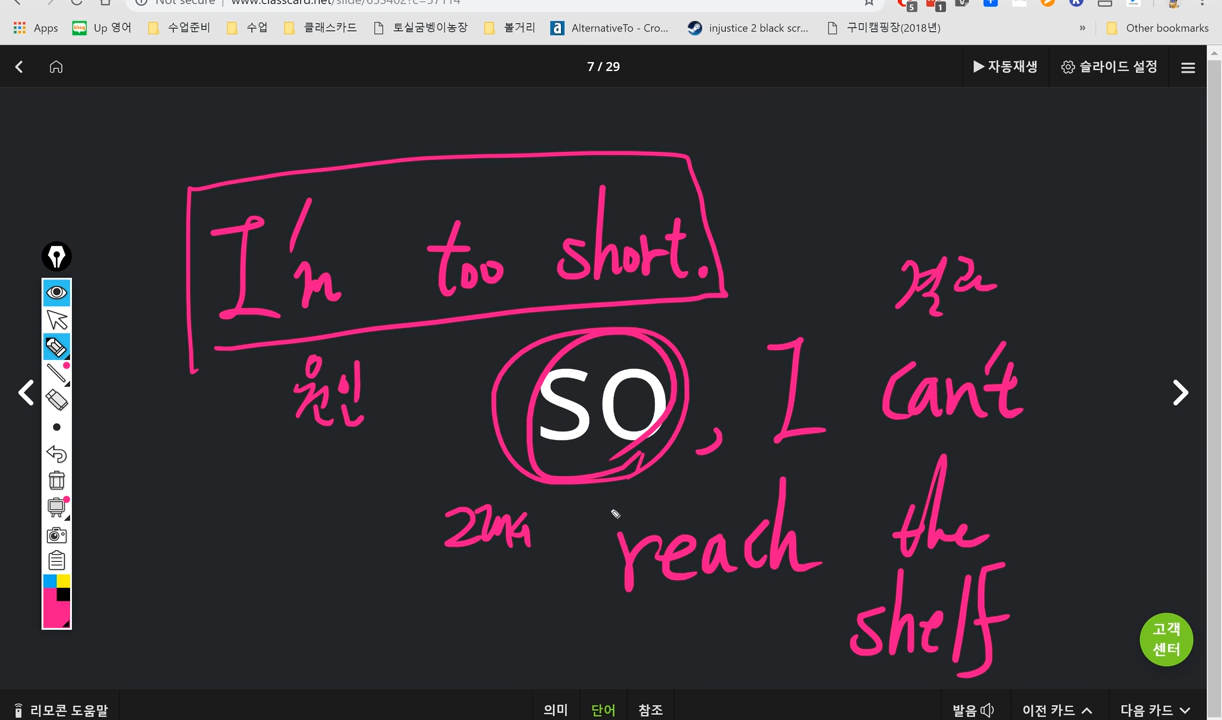 Not secure | www.classcard.net/slide/
Apps Up 영어 수업준비 수업 클래스카드 토실굼벵이농장 볼거리 AlternativeTo - Cro... injustice 2 black scr... 구미캠핑장(2018년) » Other bookmarks
7 / 29 자동재생 슬라이드 설정
I'm too short.
결과
원인
so, I can't
그래서
reach the
shelf
고객
센터
리모콘 도움말 의미 단어 참조 발음 이전 카드 다음 카드